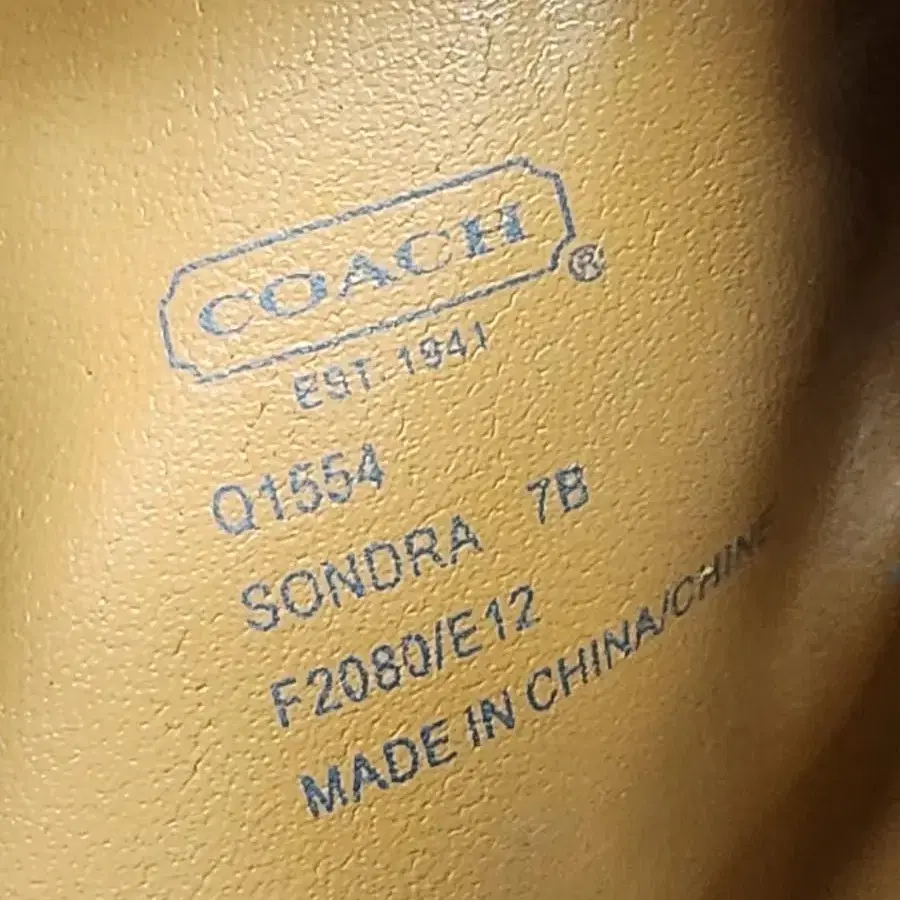 COACH®
EST. 1941
Q1554
SONDRA 7B
F2080/E12
MADE IN CHINA/CHINE